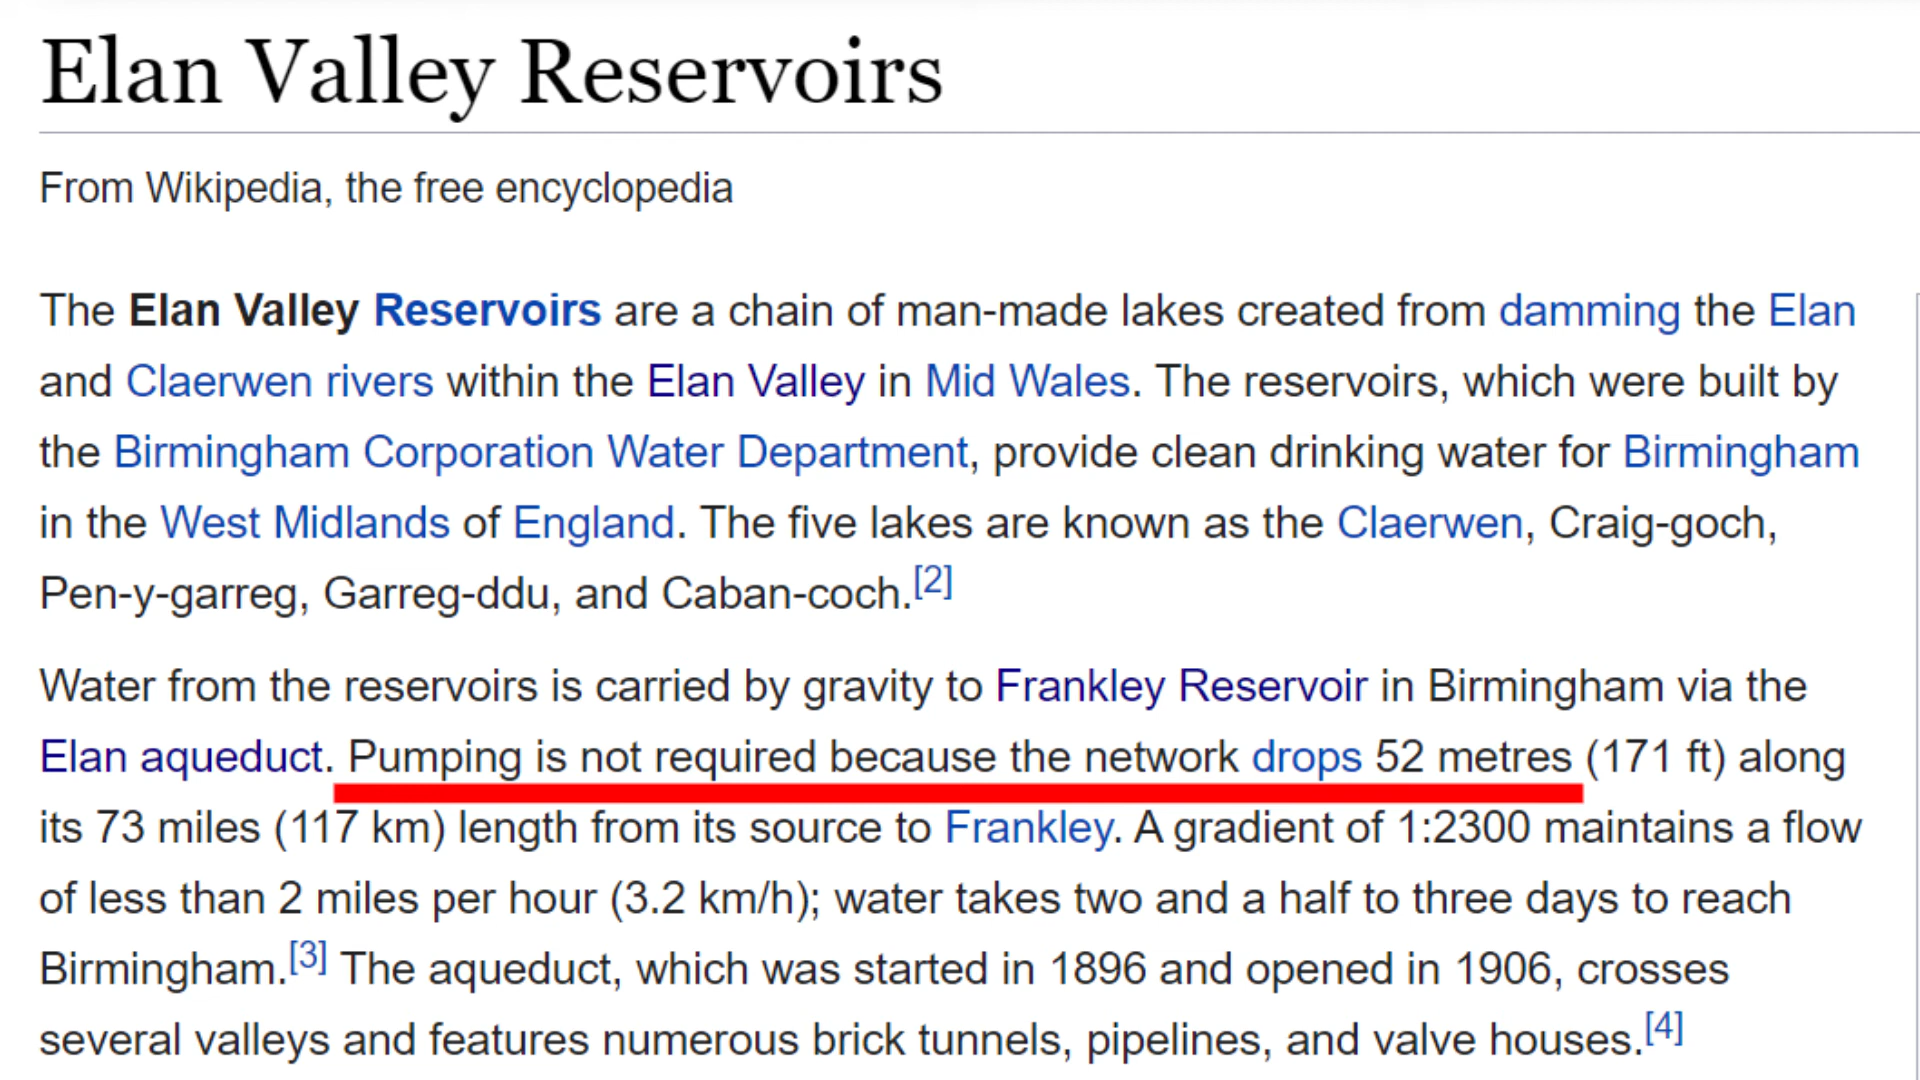 Elan Valley Reservoirs
From Wikipedia, the free encyclopedia
The Elan Valley Reservoirs are a chain of man-made lakes created from damming the Elan
and Claerwen rivers within the Elan Valley in Mid Wales. The reservoirs, which were built by
the Birmingham Corporation Water Department, provide clean drinking water for Birmingham
in the West Midlands of England. The five lakes are known as the Claerwen, Craig-goch,
Pen-y-garreg, Garreg-ddu, and Caban-coch.[2]
Water from the reservoirs is carried by gravity to Frankley Reservoir in Birmingham via the
Elan aqueduct. Pumping is not required because the network drops 52 metres (171 ft) along
its 73 miles (117 km) length from its source to Frankley. A gradient of 1:2300 maintains a flow
of less than 2 miles per hour (3.2 km/h); water takes two and a half to three days to reach
Birmingham.[3] The aqueduct, which was started in 1896 and opened in 1906, crosses
several valleys and features numerous brick tunnels, pipelines, and valve houses.[4]